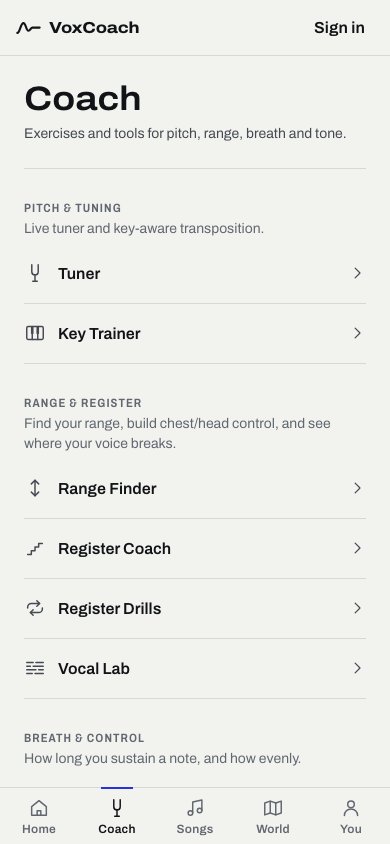 VoxCoach
Sign in
Coach
Exercises and tools for pitch, range, breath and tone.
PITCH & TUNING
Live tuner and key-aware transposition.
Tuner
Key Trainer
RANGE & REGISTER
Find your range, build chest/head control, and see
where your voice breaks.
Range Finder
Register Coach
Register Drills
Vocal Lab
BREATH & CONTROL
How long you sustain a note, and how evenly.
Home
Coach
Songs
World
You